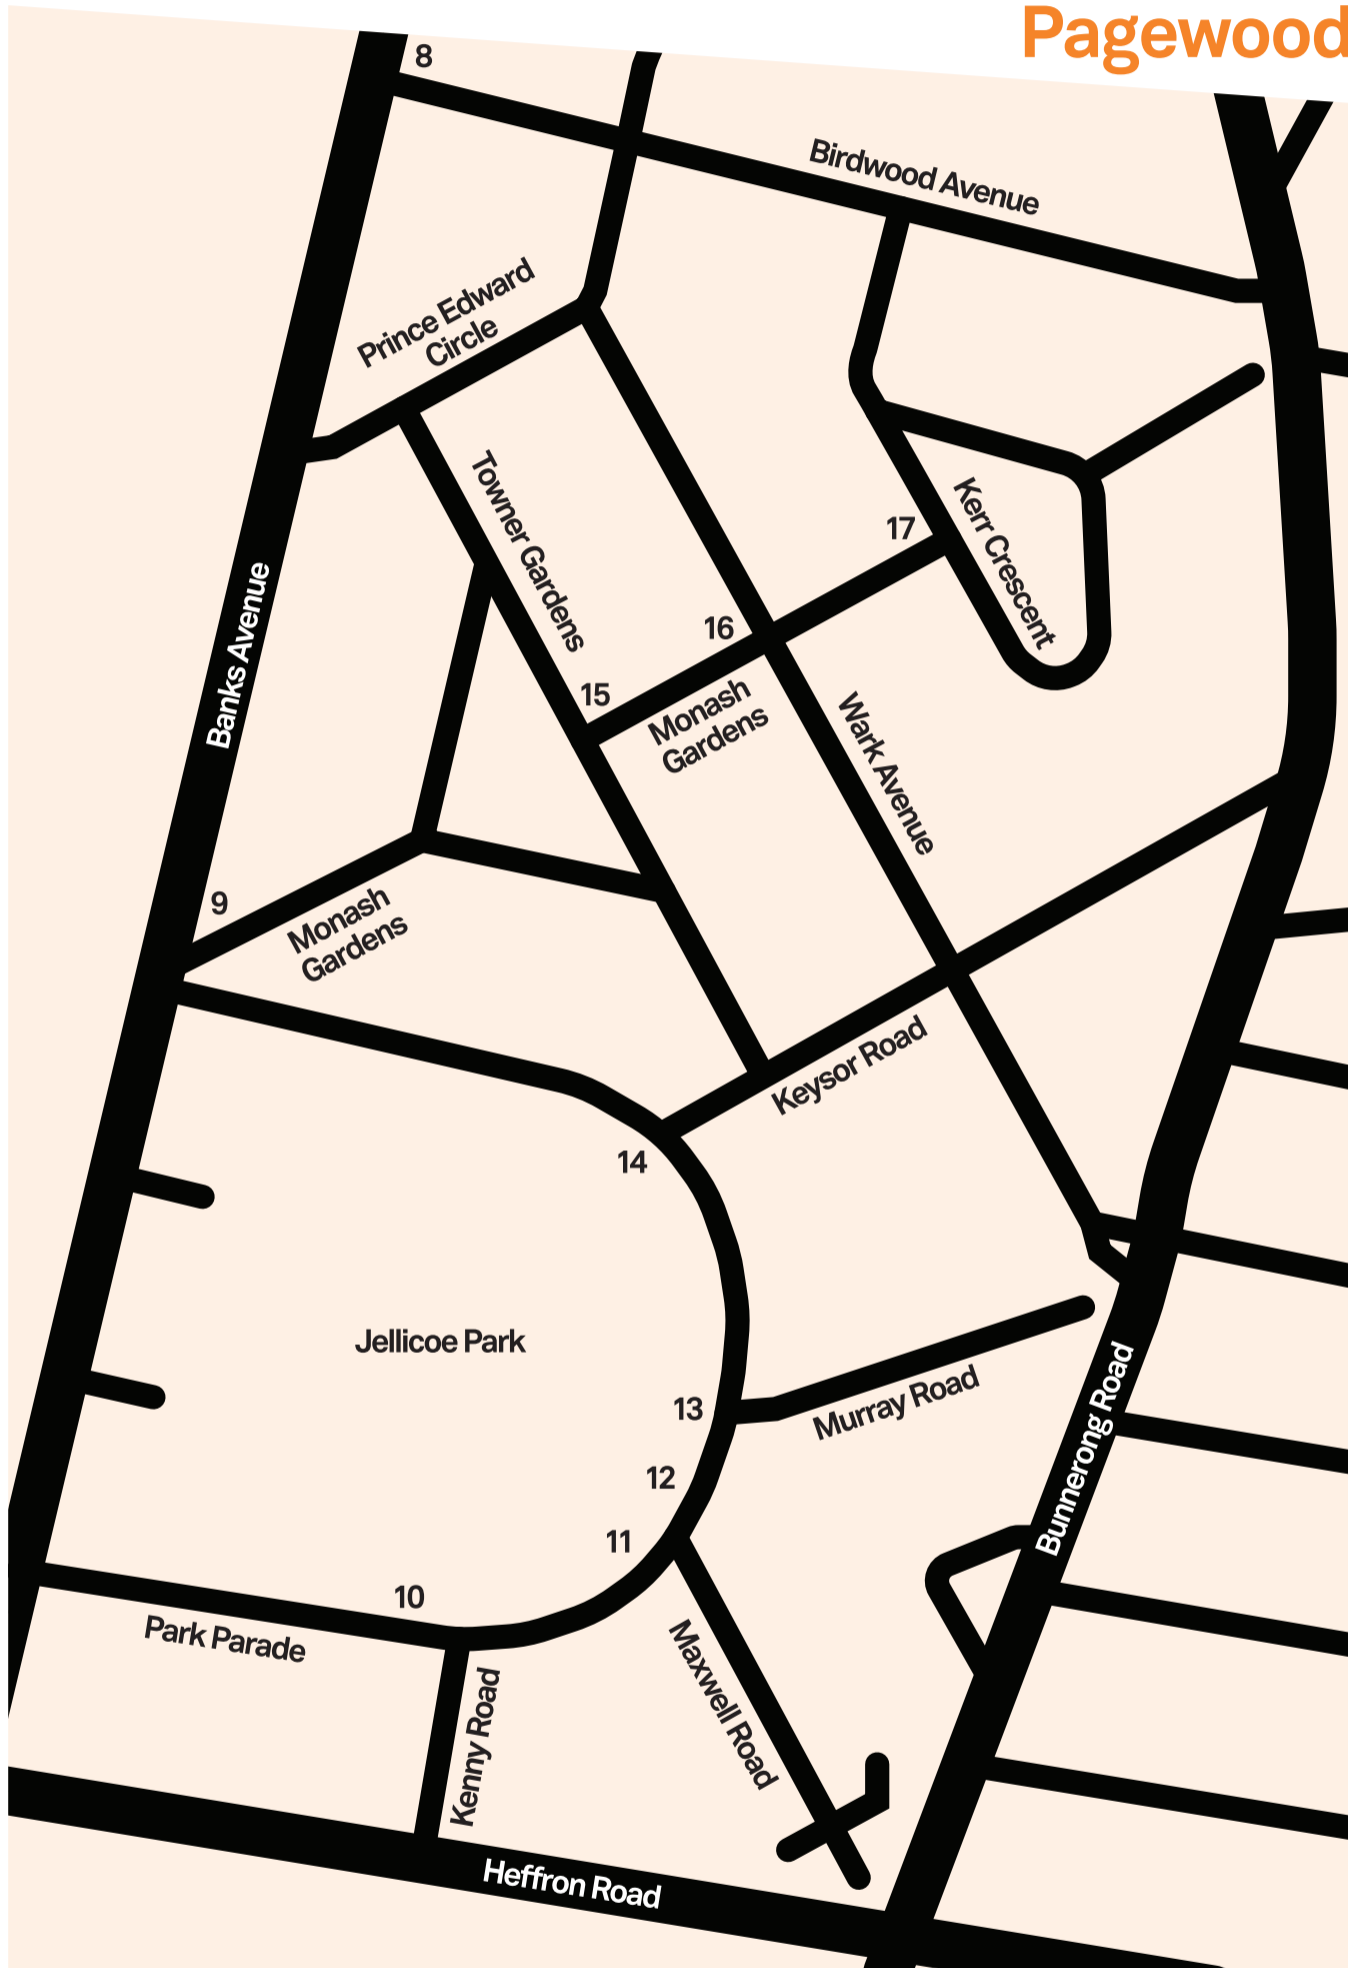 Pagewood
8
Birdwood Avenue
Prince Edward
Circle
Towner Gardens
17
Kerr Crescent
Banks Avenue
16
15
Monash
Gardens
Wark Avenue
9
Monash
Gardens
Keysor Road
14
Jellicoe Park
13
Murray Road
Bunnerong Road
12
11
10
Park Parade
Maxwell Road
Kenny Road
Heffron Road